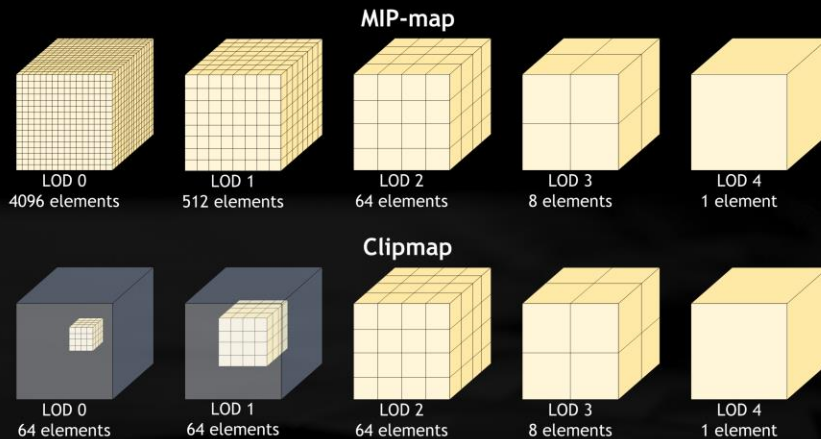 MIP-map
LOD 0
4096 elements
LOD 1
512 elements
LOD 2
64 elements
LOD 3
8 elements
LOD 4
1 element
Clipmap
LOD 0
64 elements
LOD 1
64 elements
LOD 2
64 elements
LOD 3
8 elements
LOD 4
1 element